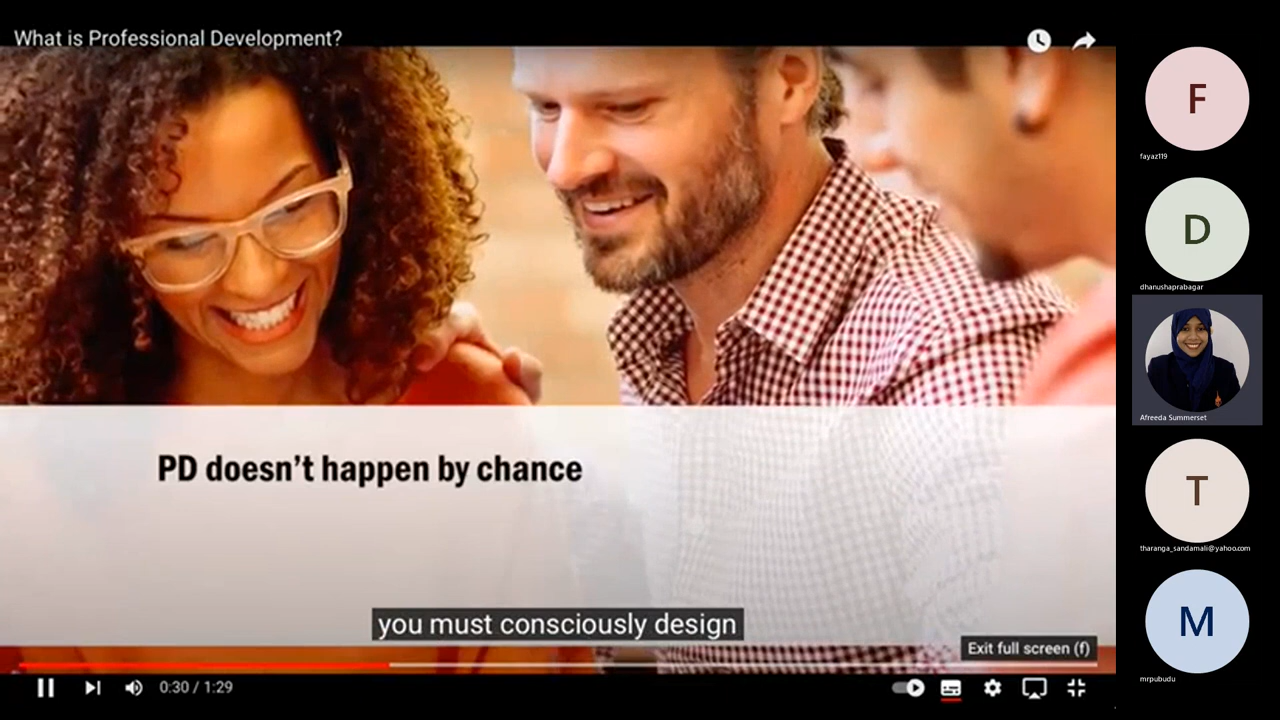 What is Professional Development?
PD doesn't happen by chance
you must consciously design
Exit full screen (f)
0:30 / 1:29
F
fayaz119
D
dhanushaprabagar
Afreeda Summerset
T
tharanga_sandamali@yahoo.com
M
mrpubudu